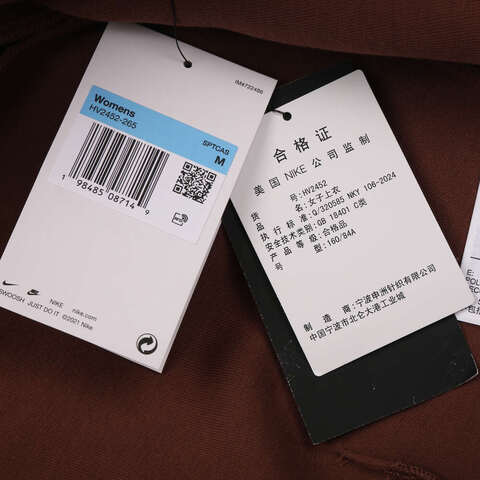 IM4722486
Womens
HV2452-265
SPTCAS
M
1 98485 08714 9
NIKE
nike.com
SWOOSH JUST DO IT ©2021 Nike
合格证
美国 NIKE 公司监制
货 号: HV2452
品 名: 女子上衣
执行标准: Q/320585 NKY 106-2024
安全技术类别: GB 18401 C类
产品等级: 合格品
号 型: 160/84A
制 造 商: 宁波申洲针织有限公司
中国宁波市北仑大港工业城
E: